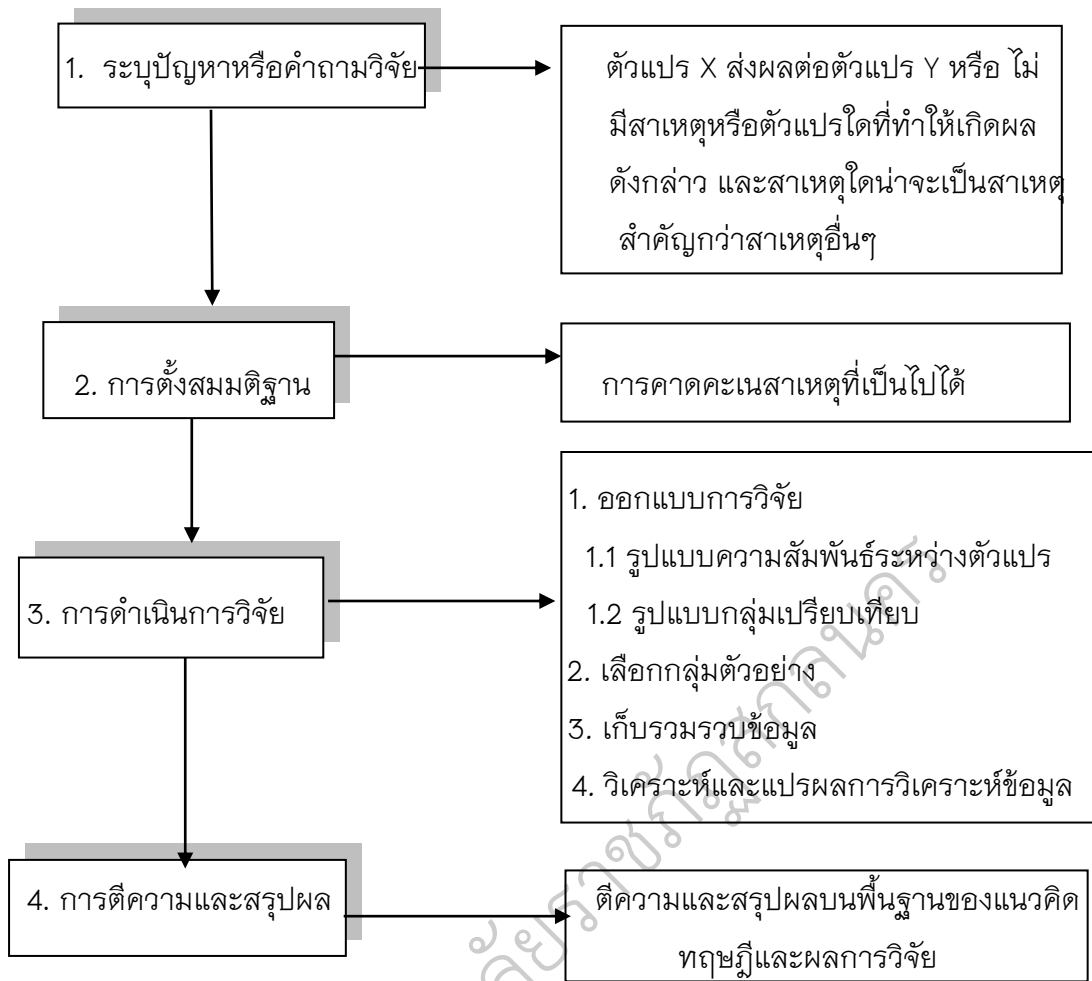 1. ระบุปัญหาหรือคำถามวิจัย
ตัวแปร X ส่งผลต่อตัวแปร Y หรือ ไม่
มีสาเหตุหรือตัวแปรใดที่ทำให้เกิดผล
ดังกล่าว และสาเหตุใดน่าจะเป็นสาเหตุ
สำคัญกว่าสาเหตุอื่นๆ
2. การตั้งสมมติฐาน
การคาดคะเนสาเหตุที่เป็นไปได้
3. การดำเนินการวิจัย
1. ออกแบบการวิจัย
1.1 รูปแบบความสัมพันธ์ระหว่างตัวแปร
1.2 รูปแบบกลุ่มเปรียบเทียบ
2. เลือกกลุ่มตัวอย่าง
3. เก็บรวมรวบข้อมูล
4. วิเคราะห์และแปรผลการวิเคราะห์ข้อมูล
4. การตีความและสรุปผล
ตีความและสรุปผลบนพื้นฐานของแนวคิด
ทฤษฎีและผลการวิจัย
ลัยราชภัฏสกลนคร